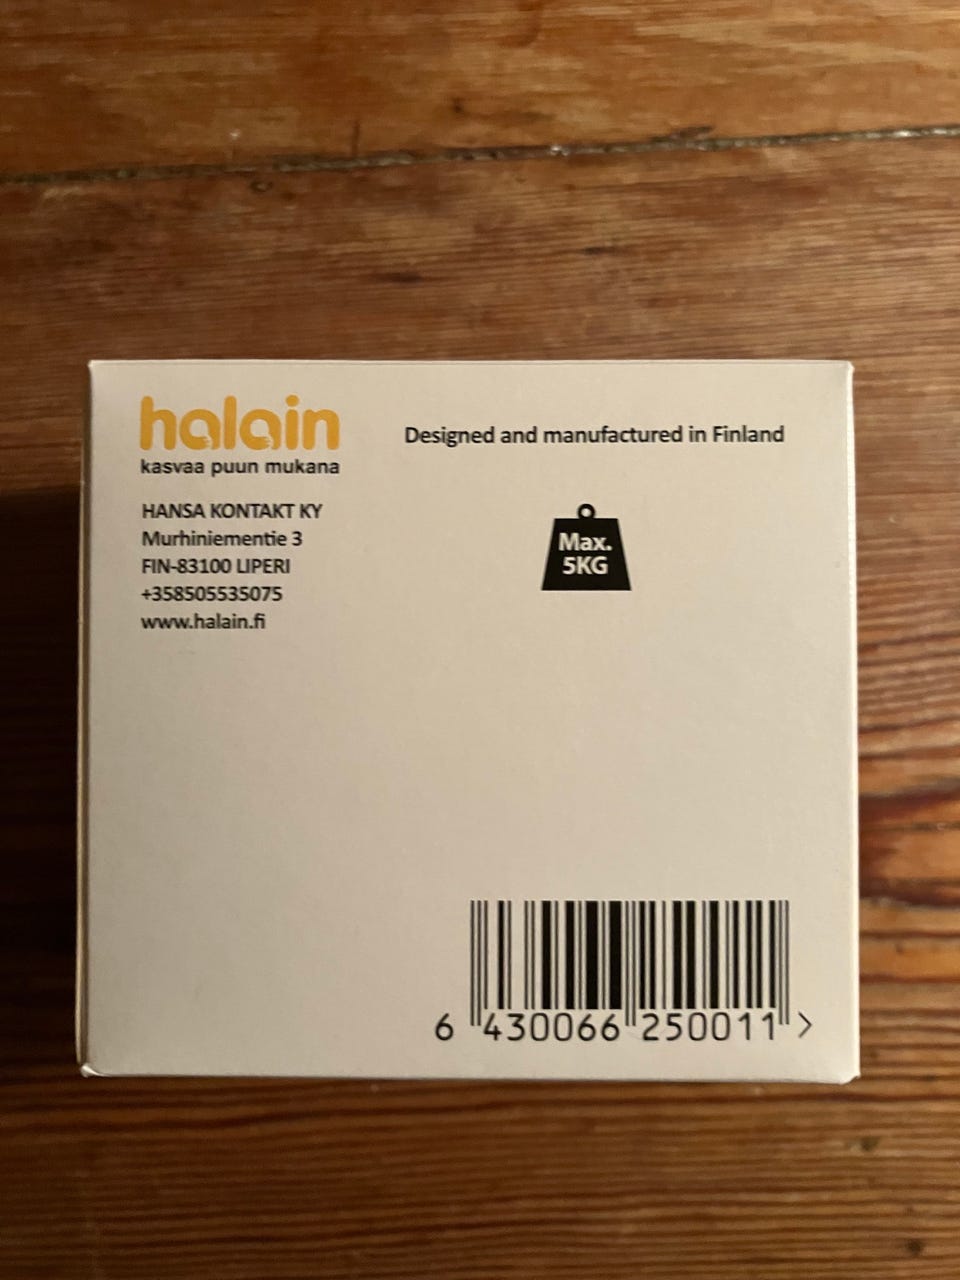 halain
kasvaa puun mukana
HANSA KONTAKT KY
Murhiniementie 3
FIN-83100 LIPERI
+358505535075
www.halain.fi
Designed and manufactured in Finland
Max.
5KG
6 430066 250011 >